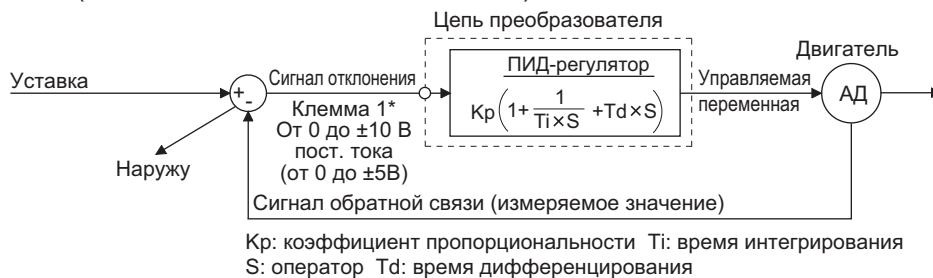 Цепь преобразователя
Двигатель
Уставка
+
-
Сигнал отклонения
Клемма 1*
От 0 до ±10 В
пост. тока
(от 0 до ±5В)
Наружу
ПИД-регулятор
Kp(1+ 1/Ti×S +Td×S)
Управляемая
переменная
АД
Сигнал обратной связи (измеряемое значение)
Kp: коэффициент пропорциональности Ti: время интегрирования
S: оператор Td: время дифференцирования